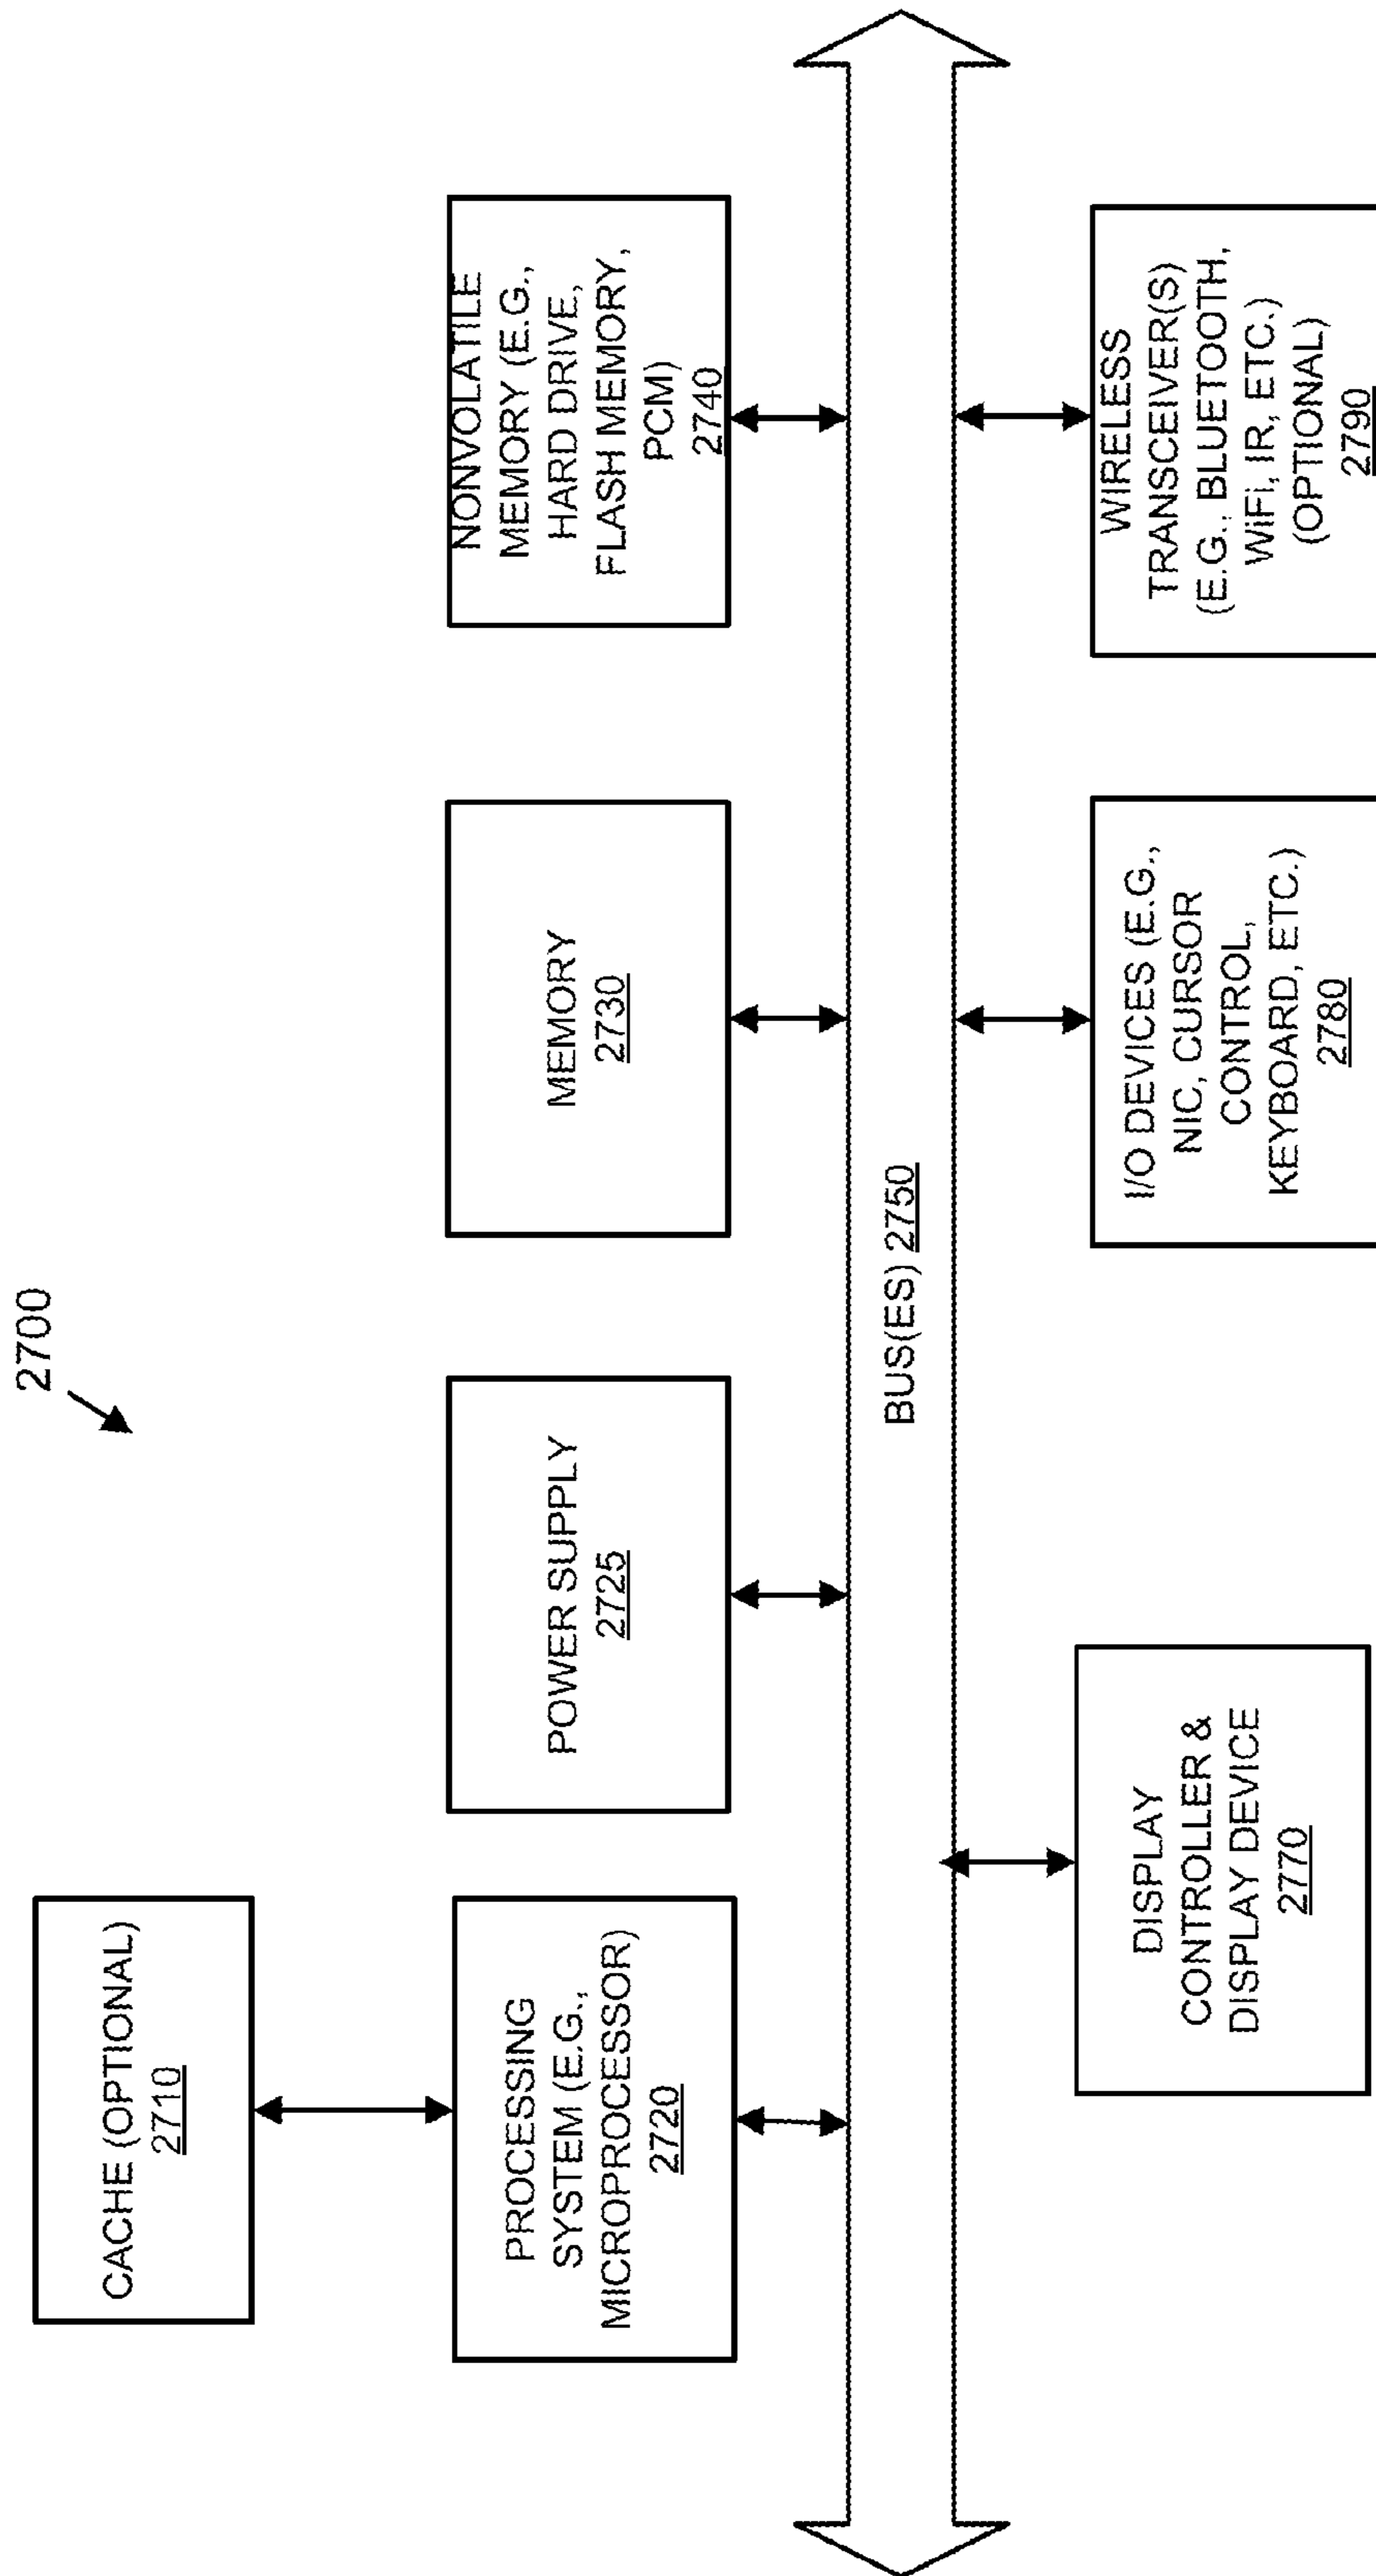 2700
CACHE (OPTIONAL)
2710
PROCESSING
SYSTEM (E.G.,
MICROPROCESSOR)
2720
POWER SUPPLY
2725
MEMORY
2730
NONVOLATILE
MEMORY (E.G.,
HARD DRIVE,
FLASH MEMORY,
PCM)
2740
BUS(ES) 2750
DISPLAY
CONTROLLER &
DISPLAY DEVICE
2770
I/O DEVICES (E.G.,
NIC, CURSOR
CONTROL,
KEYBOARD, ETC.)
2780
WIRELESS
TRANSCEIVER(S)
(E.G., BLUETOOTH,
WiFi, IR, ETC.)
(OPTIONAL)
2790